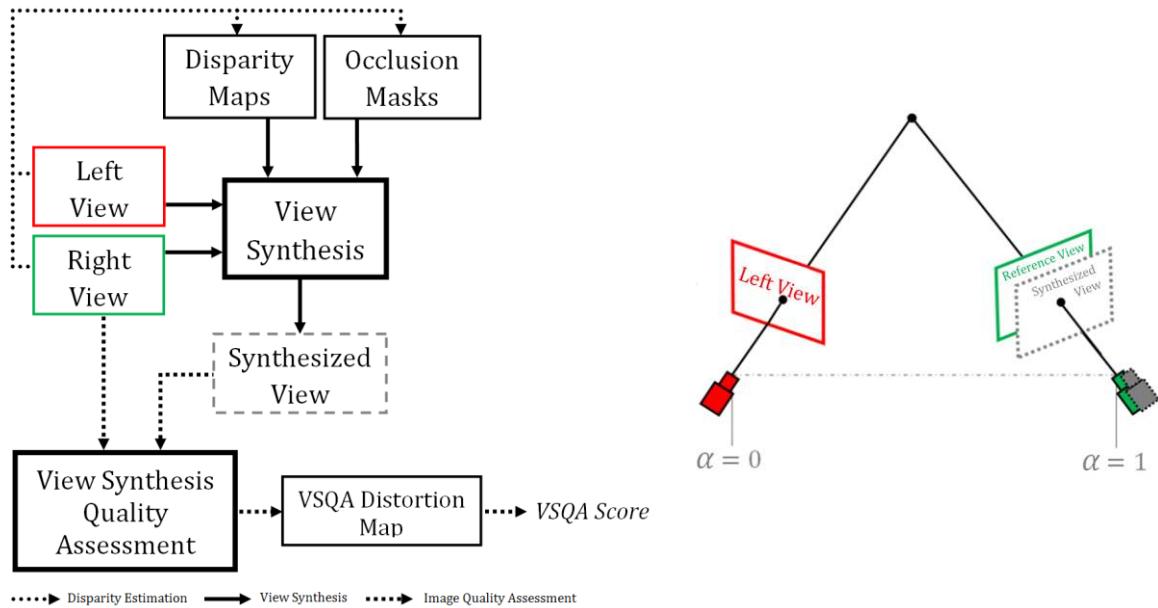 Disparity
Maps
Occlusion
Masks
Left
View
Right
View
View
Synthesis
Synthesized
View
View Synthesis
Quality
Assessment
VSQA Distortion
Map
VSQA Score
Disparity Estimation
View Synthesis
Image Quality Assessment
Left View
Reference View
Synthesized
View
α = 0
α = 1